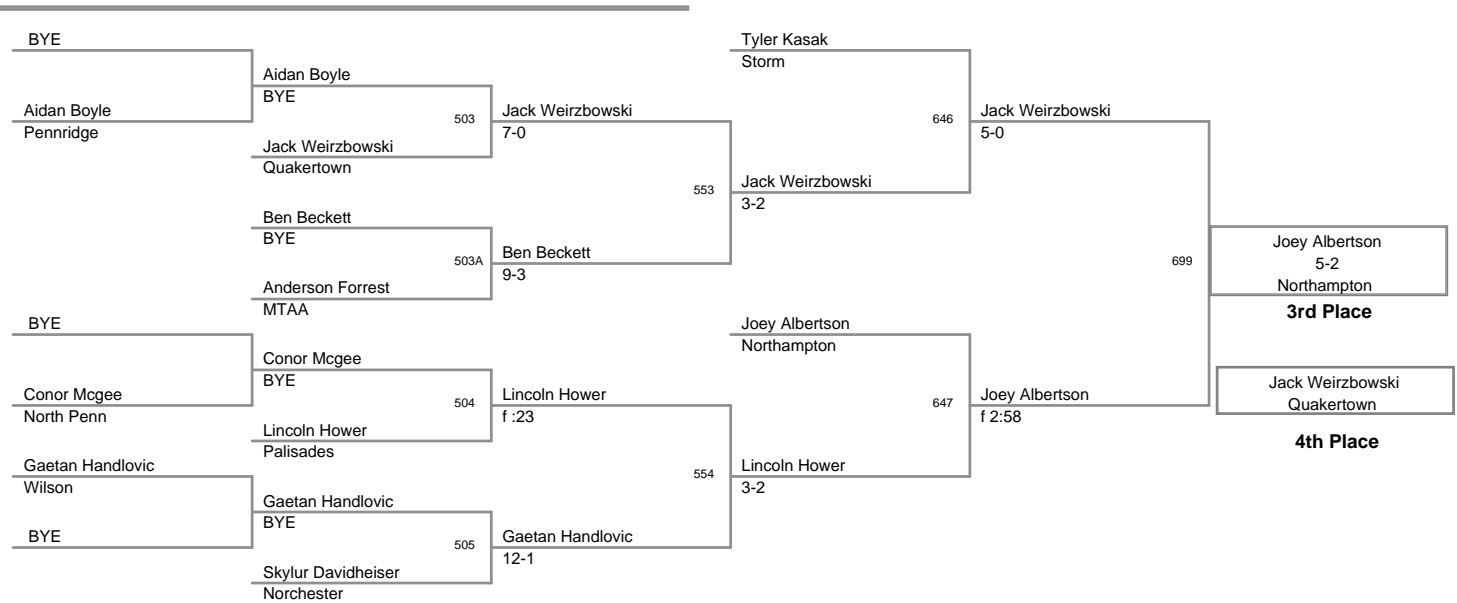 BYE
Aidan Boyle
Pennridge
BYE
Conor Mcgee
North Penn
Gaetan Handlovic
Wilson
BYE
Aidan Boyle
BYE
503
Jack Weirzbowski
Quakertown
Ben Beckett
BYE
503A
Anderson Forrest
MTAA
Conor Mcgee
BYE
504
Lincoln Hower
Palisades
Gaetan Handlovic
BYE
505
Skylur Davidheiser
Norchester
Jack Weirzbowski
7-0
553
Ben Beckett
9-3
Lincoln Hower
f :23
554
Gaetan Handlovic
12-1
Tyler Kasak
Storm
646
Jack Weirzbowski
3-2
Joey Albertson
Northampton
647
Lincoln Hower
3-2
Jack Weirzbowski
5-0
699
Joey Albertson
f 2:58
Joey Albertson
5-2
Northampton
3rd Place
Jack Weirzbowski
Quakertown
4th Place